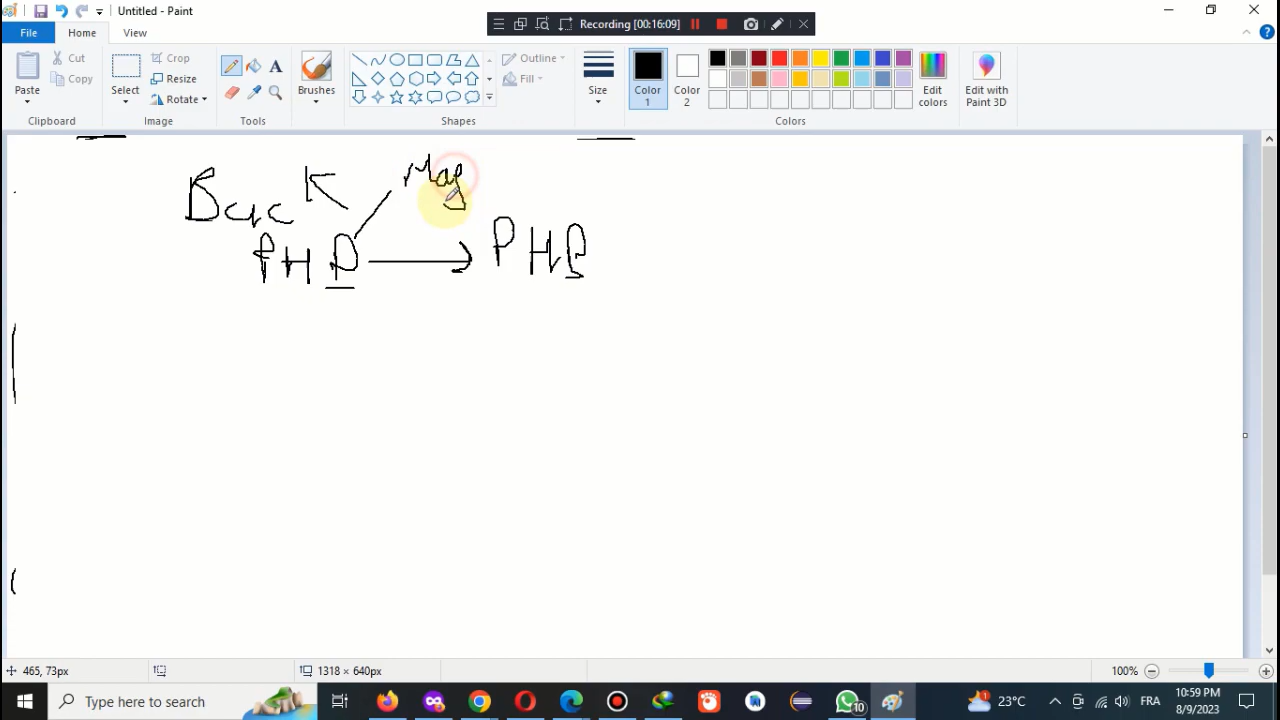 Untitled - Paint
Recording [00:16:09]
File Home View
Paste Cut Copy
Select Crop Resize Rotate
A
Brushes
Outline Fill
Size
Color 1 Color 2
Edit colors
Edit with Paint 3D
Clipboard Image Tools Shapes Colors
Back
PHP
PHP
465, 73px 1318 × 640px 100%
Type here to search 10 1 23°C FRA 10:59 PM
8/9/2023